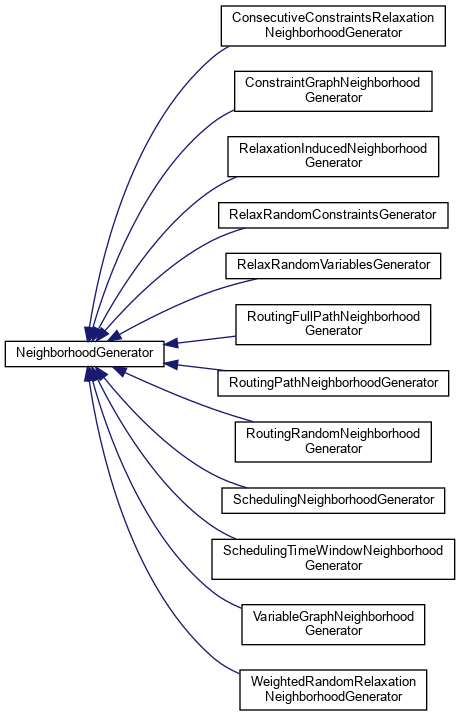 ConsecutiveConstraintsRelaxation
NeighborhoodGenerator
ConstraintGraphNeighborhood
Generator
RelaxationInducedNeighborhood
Generator
RelaxRandomConstraintsGenerator
RelaxRandomVariablesGenerator
RoutingFullPathNeighborhood
Generator
NeighborhoodGenerator
RoutingPathNeighborhoodGenerator
RoutingRandomNeighborhood
Generator
SchedulingNeighborhoodGenerator
SchedulingTimeWindowNeighborhood
Generator
VariableGraphNeighborhood
Generator
WeightedRandomRelaxation
NeighborhoodGenerator